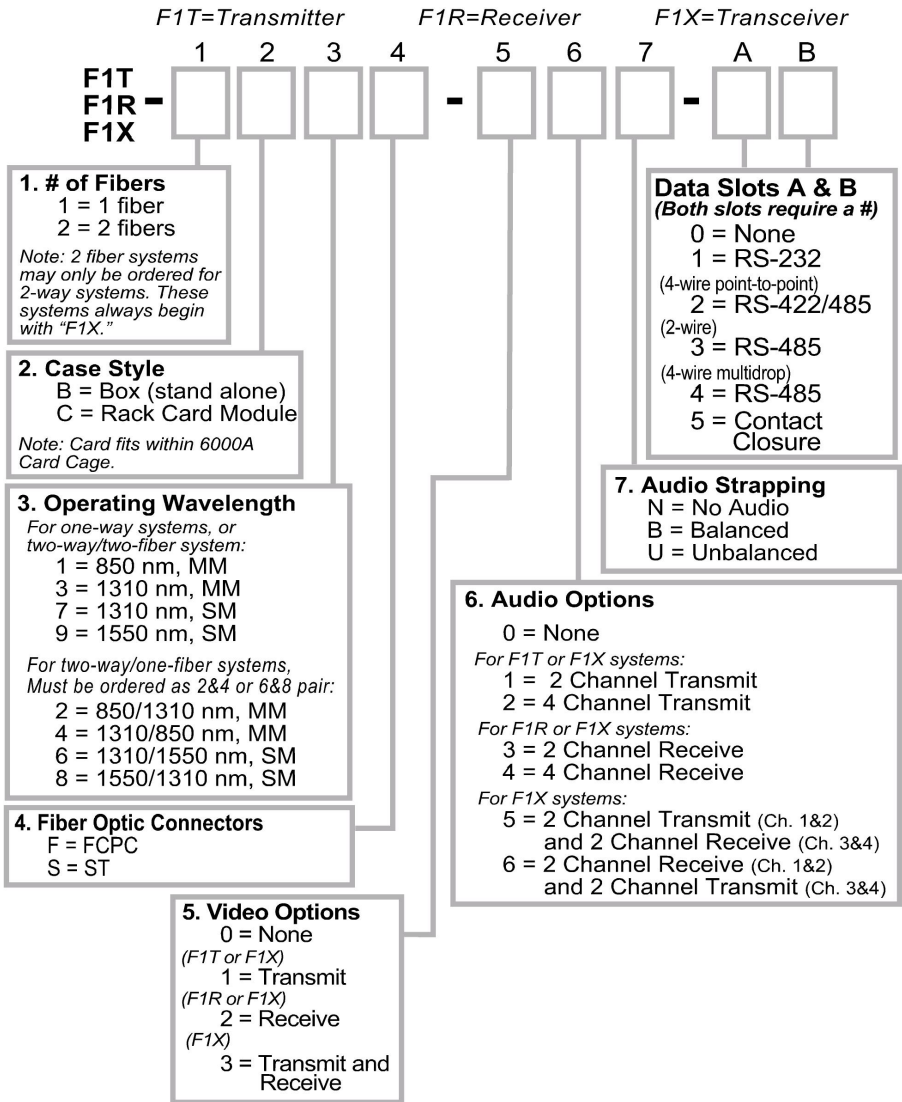 F1T=Transmitter F1R=Receiver F1X=Transceiver
1 2 3 4 5 6 7 A B
F1T
F1R - - -
F1X
1. # of Fibers
1 = 1 fiber
2 = 2 fibers
Note: 2 fiber systems
may only be ordered for
2-way systems. These
systems always begin
with “F1X.”
2. Case Style
B = Box (stand alone)
C = Rack Card Module
Note: Card fits within 6000A
Card Cage.
3. Operating Wavelength
For one-way systems, or
two-way/two-fiber system:
1 = 850 nm, MM
3 = 1310 nm, MM
7 = 1310 nm, SM
9 = 1550 nm, SM
For two-way/one-fiber systems,
Must be ordered as 2&4 or 6&8 pair:
2 = 850/1310 nm, MM
4 = 1310/850 nm, MM
6 = 1310/1550 nm, SM
8 = 1550/1310 nm, SM
4. Fiber Optic Connectors
F = FCPC
S = ST
5. Video Options
0 = None
(F1T or F1X)
1 = Transmit
(F1R or F1X)
2 = Receive
(F1X)
3 = Transmit and
Receive
6. Audio Options
0 = None
For F1T or F1X systems:
1 = 2 Channel Transmit
2 = 4 Channel Transmit
For F1R or F1X systems:
3 = 2 Channel Receive
4 = 4 Channel Receive
For F1X systems:
5 = 2 Channel Transmit (Ch. 1&2)
and 2 Channel Receive (Ch. 3&4)
6 = 2 Channel Receive (Ch. 1&2)
and 2 Channel Transmit (Ch. 3&4)
7. Audio Strapping
N = No Audio
B = Balanced
U = Unbalanced
Data Slots A & B
(Both slots require a #)
0 = None
1 = RS-232
(4-wire point-to-point)
2 = RS-422/485
(2-wire)
3 = RS-485
(4-wire multidrop)
4 = RS-485
5 = Contact
Closure